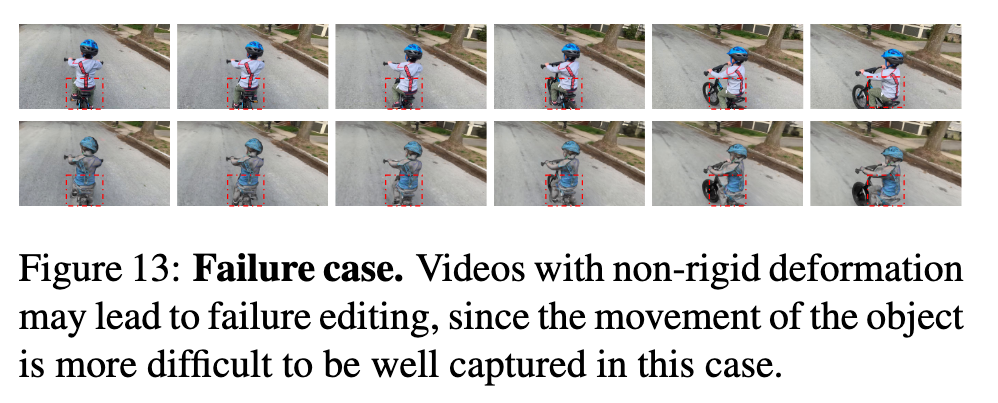 Figure 13: Failure case. Videos with non-rigid deformation
may lead to failure editing, since the movement of the object
is more difficult to be well captured in this case.